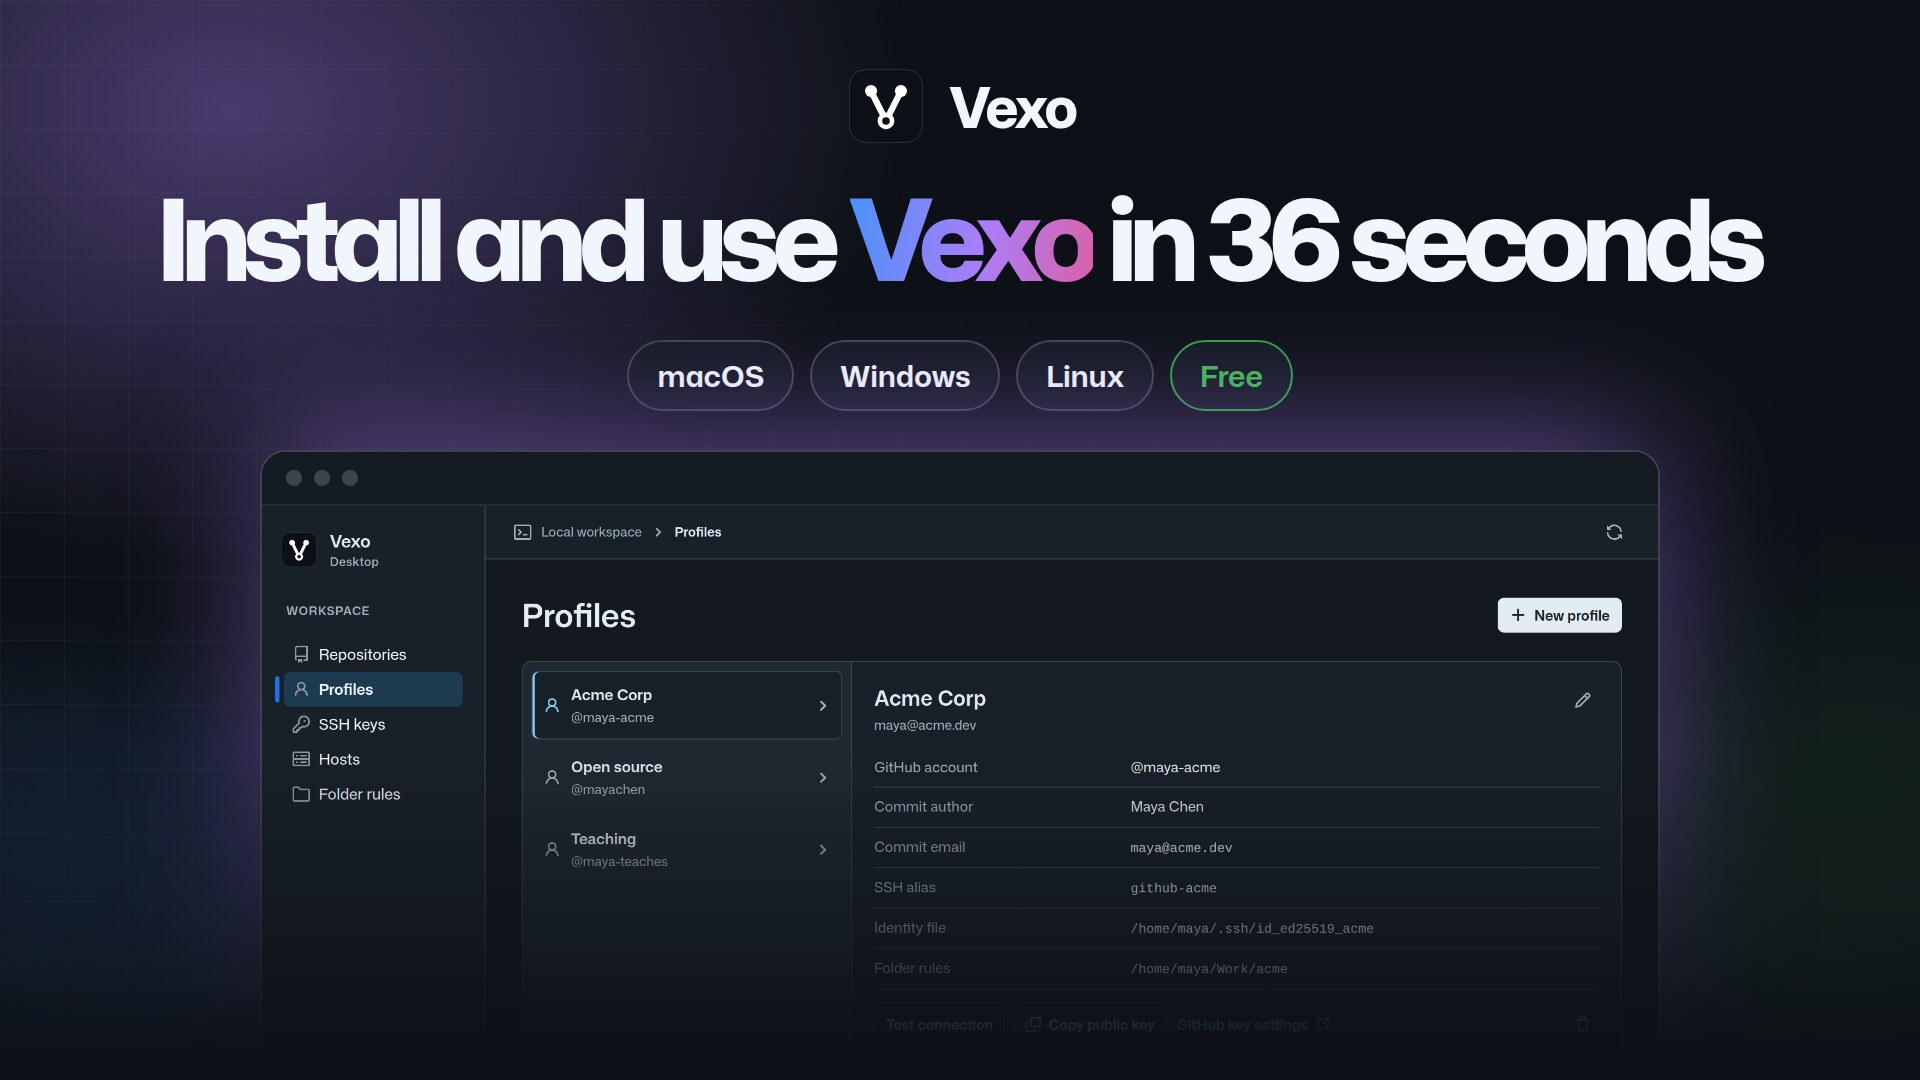 Vexo
Install and use Vexo in 36 seconds
macOS
Windows
Linux
Free
Vexo
Desktop
WORKSPACE
Repositories
Profiles
SSH keys
Hosts
Folder rules
Local workspace > Profiles
Profiles
+ New profile
Acme Corp
@maya-acme
Open source
@mayachen
Teaching
@maya-teaches
Acme Corp
maya@acme.dev
GitHub account @maya-acme
Commit author Maya Chen
Commit email maya@acme.dev
SSH alias github-acme
Identity file /home/maya/.ssh/id_ed25519_acme
Folder rules /home/maya/Work/acme
Test connection
Copy public key
GitHub key settings